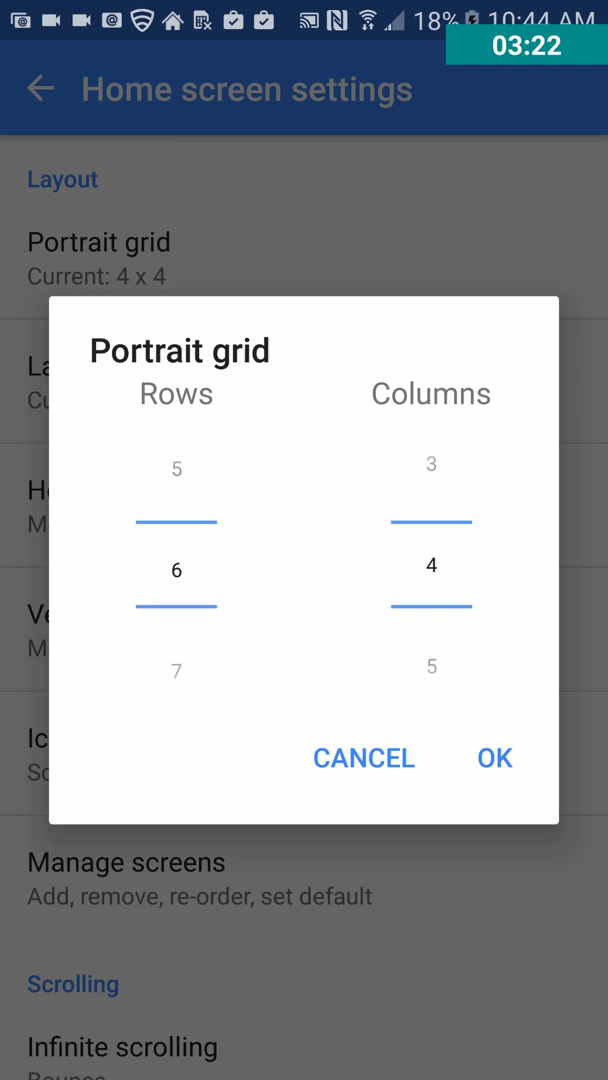 18% 10:44 AM
03:22
Home screen settings
Layout
Portrait grid
Current: 4 x 4
Portrait grid
Rows Columns
5 3
6 4
7 5
CANCEL OK
Manage screens
Add, remove, re-order, set default
Scrolling
Infinite scrolling
Bounce